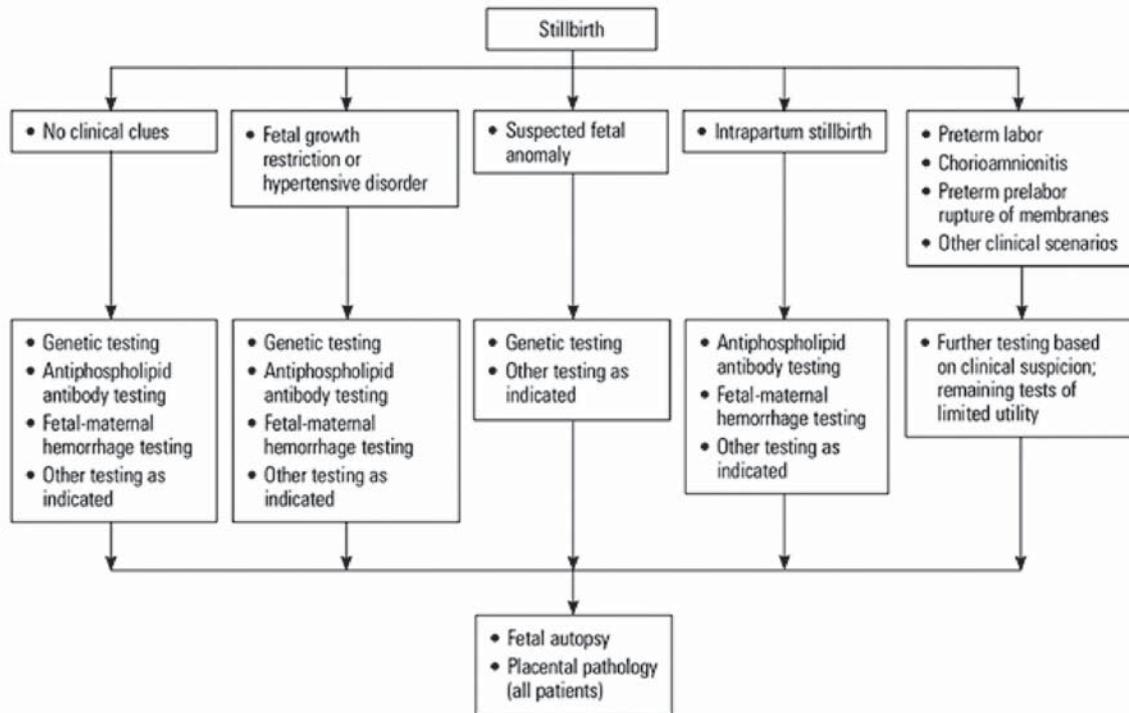 Stillbirth
• No clinical clues
• Fetal growth
restriction or
hypertensive disorder
• Suspected fetal
anomaly
• Intrapartum stillbirth
• Preterm labor
• Chorioamnionitis
• Preterm prelabor
rupture of membranes
• Other clinical scenarios
• Genetic testing
• Antiphospholipid
antibody testing
• Fetal-maternal
hemorrhage testing
• Other testing as
indicated
• Genetic testing
• Antiphospholipid
antibody testing
• Fetal-maternal
hemorrhage testing
• Other testing as
indicated
• Genetic testing
• Other testing as
indicated
• Antiphospholipid
antibody testing
• Fetal-maternal
hemorrhage testing
• Other testing as
indicated
• Further testing based
on clinical suspicion;
remaining tests of
limited utility
• Fetal autopsy
• Placental pathology
(all patients)